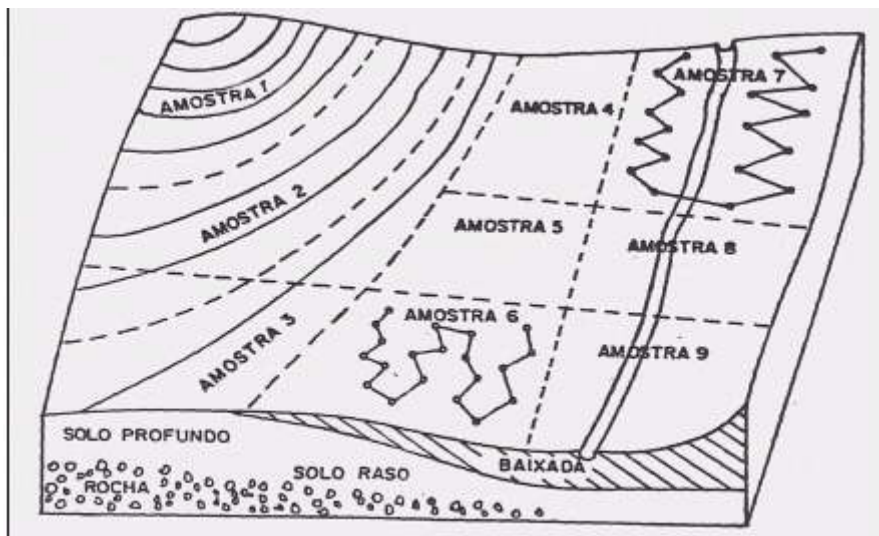 AMOSTRA 1
AMOSTRA 2
AMOSTRA 3
AMOSTRA 4
AMOSTRA 5
AMOSTRA 6
AMOSTRA 7
AMOSTRA 8
AMOSTRA 9
SOLO PROFUNDO
SOLO RASO
BAIXADA
ROCHA